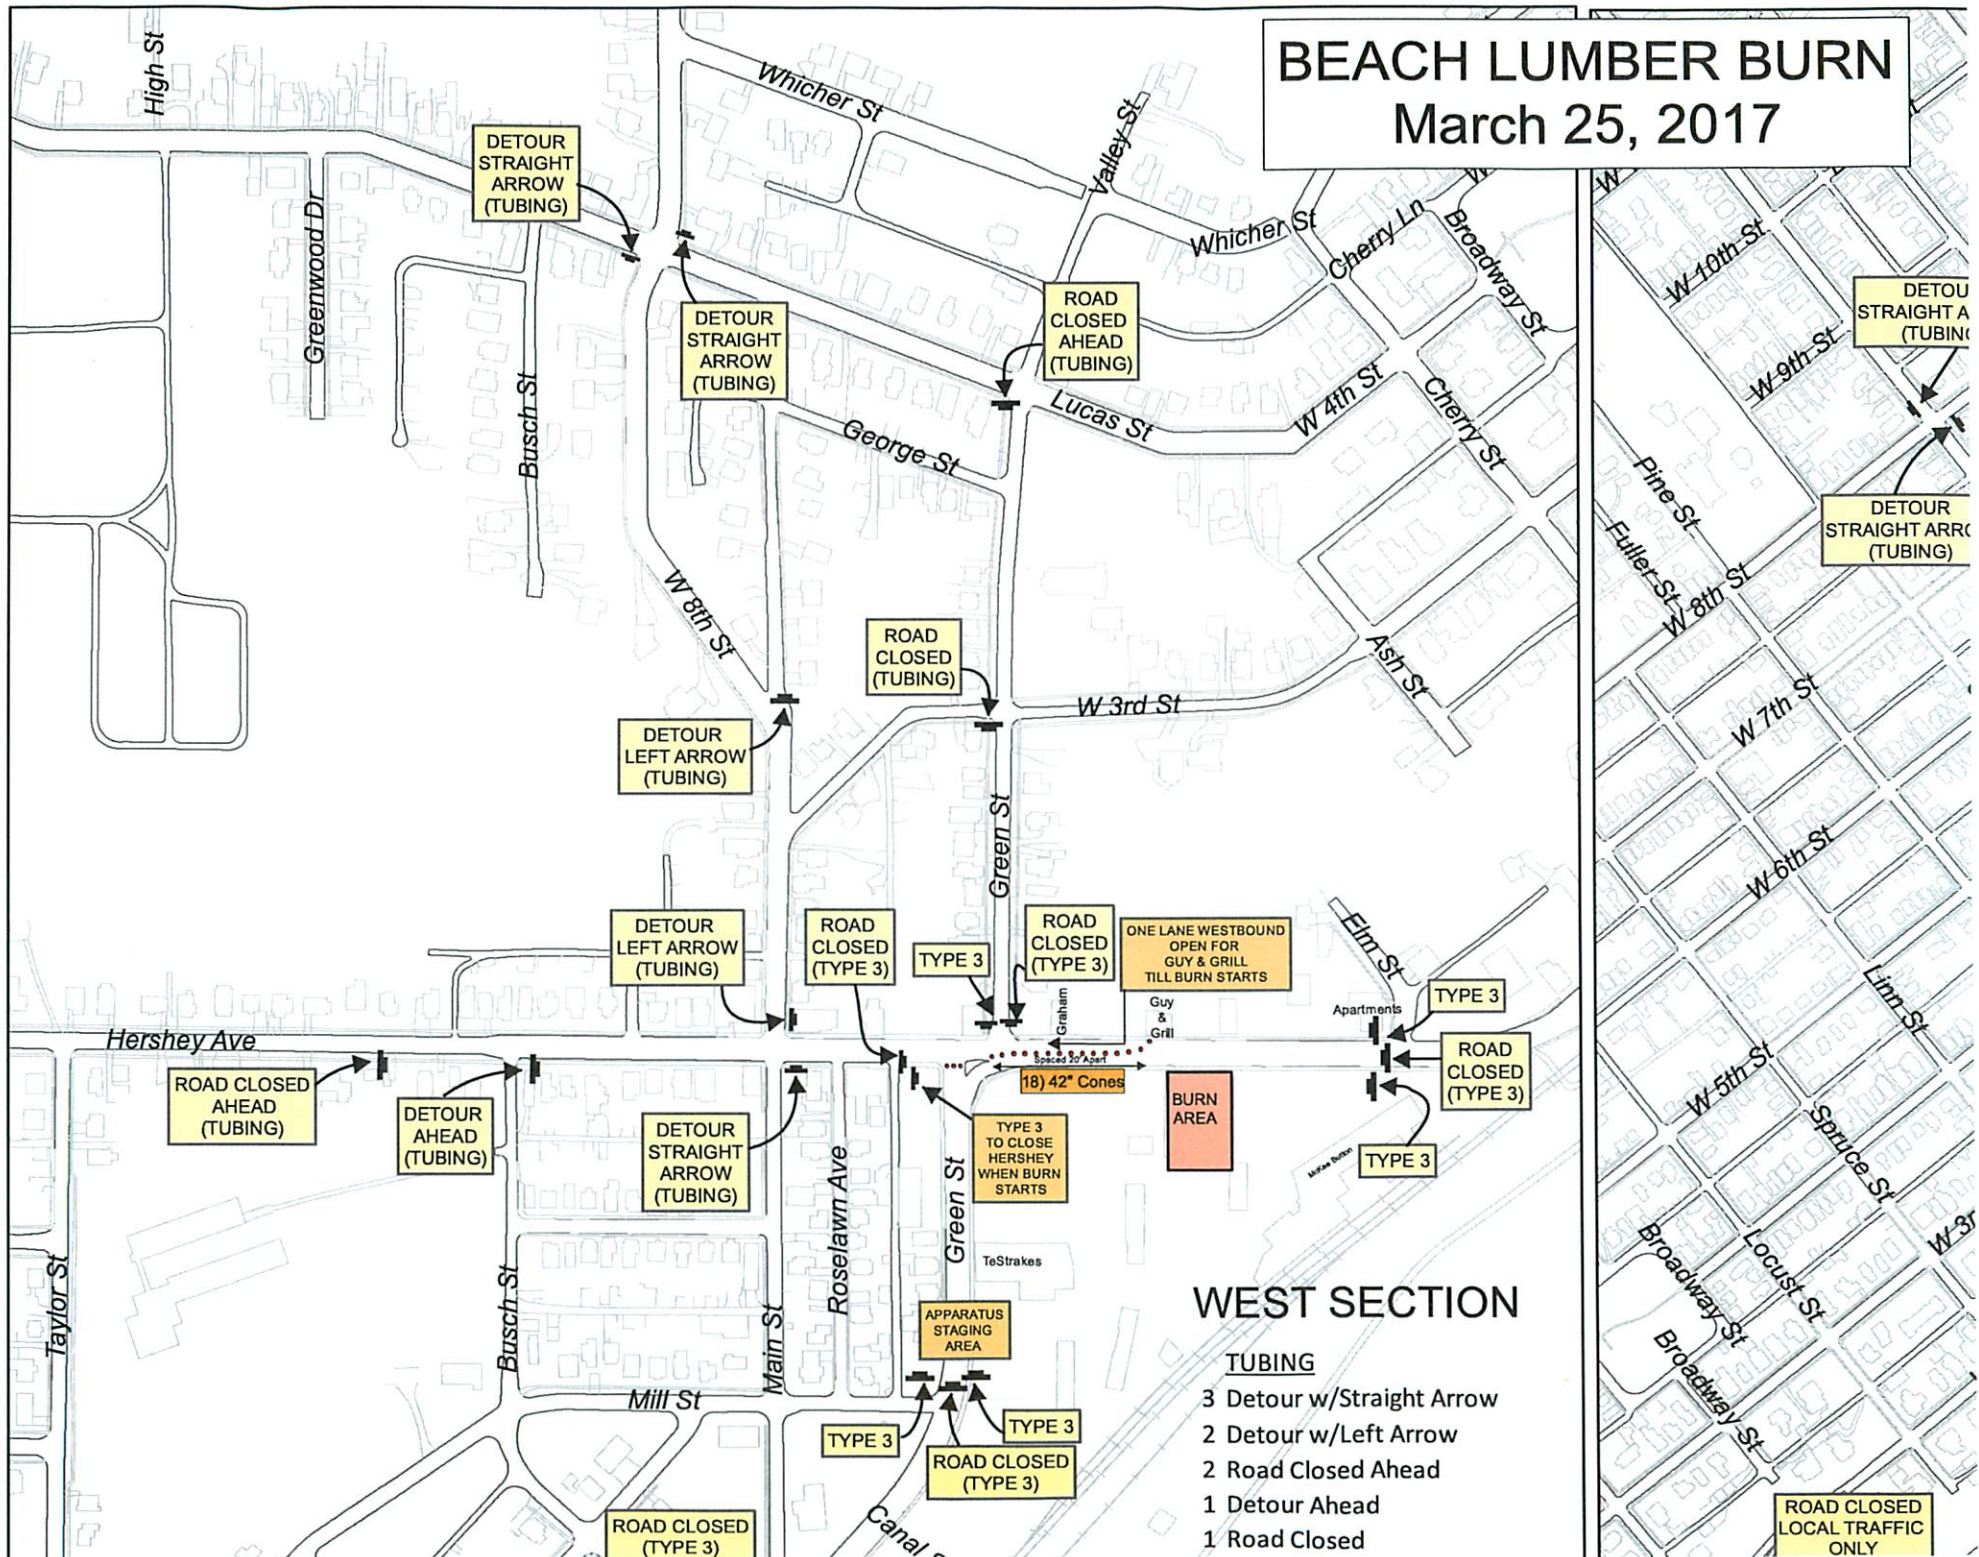 BEACH LUMBER BURN
March 25, 2017
High St
Whicher St
Valley St
DETOUR
STRAIGHT
ARROW
(TUBING)
Greenwood Dr
Whicher St
Cherry Ln
Broadway St
W 10th St
DETOUR
STRAIGHT
ARROW
(TUBING)
ROAD
CLOSED
AHEAD
(TUBING)
W 9th St
Busch St
George St
Lucas St
W 4th St
Cherry St
Pine St
Fuller St
DETOUR
STRAIGHT
(TUBING)
W 8th St
W 8th St
ROAD
CLOSED
(TUBING)
Ash St
W 3rd St
W 7th St
DETOUR
LEFT ARROW
(TUBING)
Green St
W 6th St
DETOUR
LEFT ARROW
(TUBING)
ROAD
CLOSED
(TYPE 3)
TYPE 3
ROAD
CLOSED
(TYPE 3)
ONE LANE WESTBOUND
OPEN FOR
GUY & GRILL
TILL BURN STARTS
Elm St
Linn St
Graham
Guy
&
Grill
Apartments
TYPE 3
Hershey Ave
Spaced 20' Apart
18) 42" Cones
ROAD CLOSED
AHEAD
(TUBING)
DETOUR
AHEAD
(TUBING)
DETOUR
STRAIGHT
ARROW
(TUBING)
TYPE 3
TO CLOSE
HERSHEY
WHEN BURN
STARTS
BURN
AREA
ROAD
CLOSED
(TYPE 3)
TYPE 3
McKee Button
W 5th St
Spruce St
Roselawn Ave
Green St
TeStrakes
Taylor St
Busch St
Main St
Broadway St
Locust St
Broadway St
APPARATUS
STAGING
AREA
Mill St
TYPE 3
TYPE 3
ROAD CLOSED
(TYPE 3)
Canal
ROAD CLOSED
(TYPE 3)
WEST SECTION
TUBING
3 Detour w/Straight Arrow
2 Detour w/Left Arrow
2 Road Closed Ahead
1 Detour Ahead
1 Road Closed
ROAD CLOSED
LOCAL TRAFFIC
ONLY